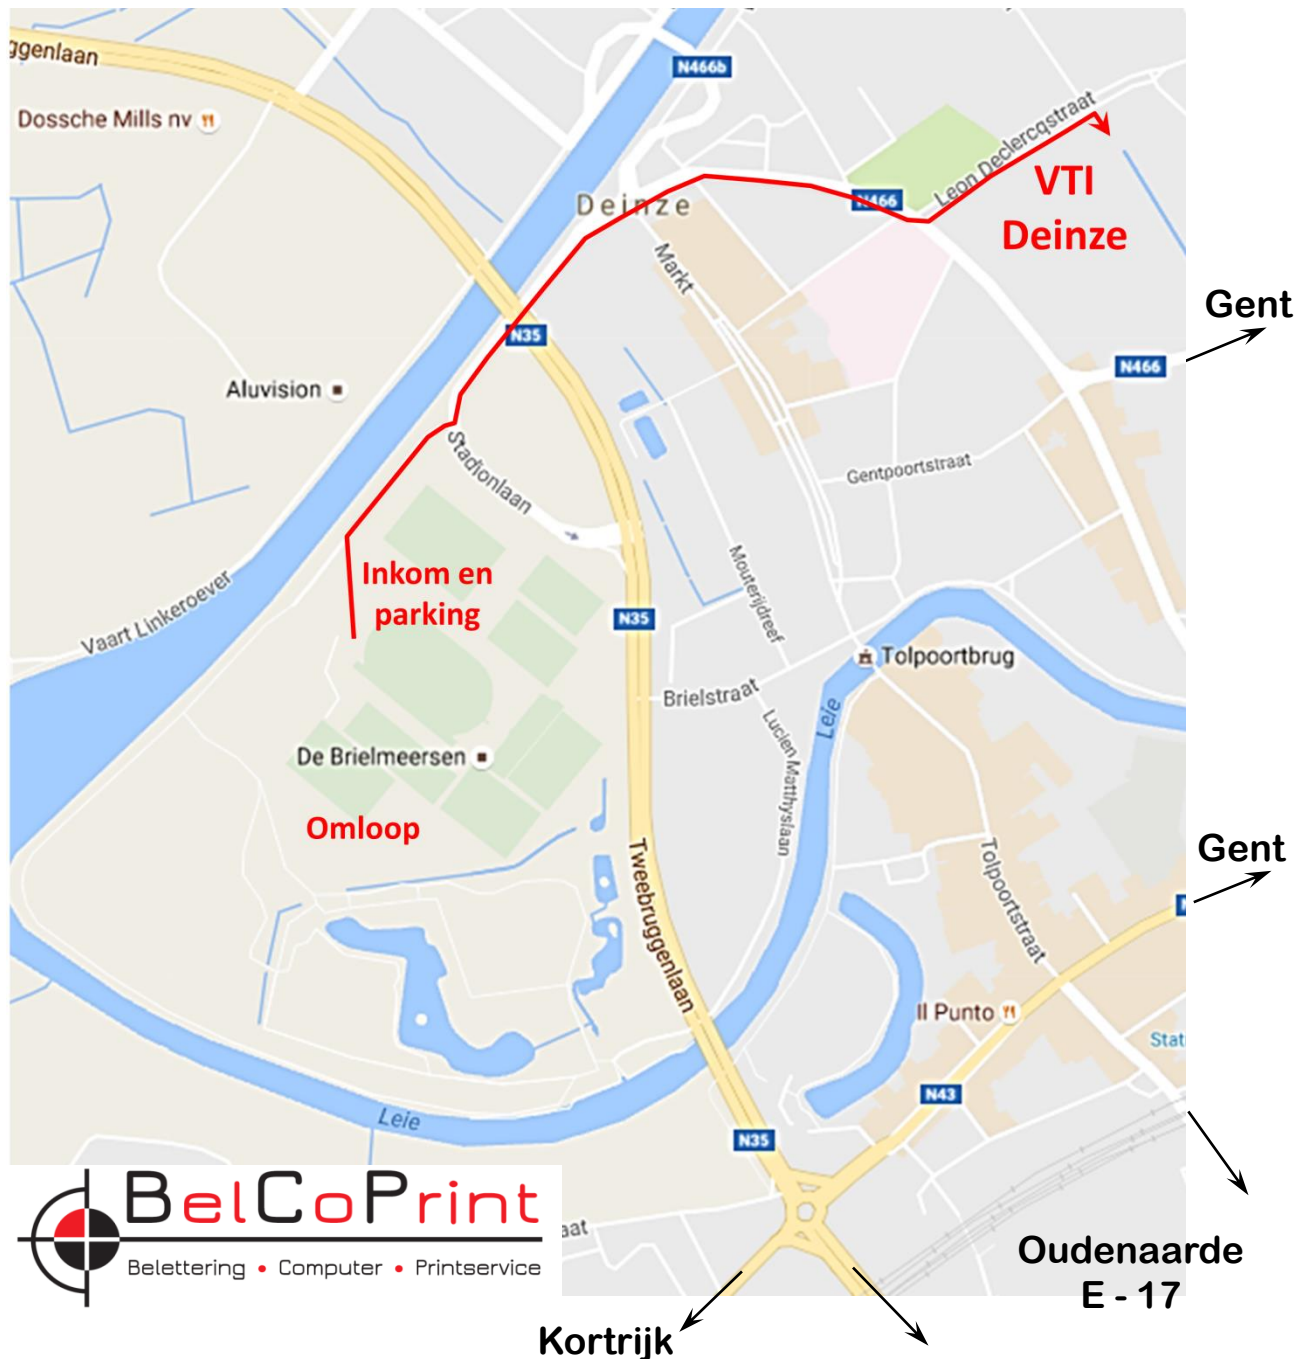 ggenlaan
Dossche Mills nv
N466b
Leon Declercqstraat
VTI
Deinze
Deinze
N466
Markt
Gent
N35
N466
Aluvision
Stadionlaan
Gentpoortstraat
Inkom en
parking
Mouterijdreef
Vaart Linkeroever
N35
Tolpoortbrug
Brielstraat
Leie
Lucien Matthyslaan
De Brielmeersen
Omloop
Gent
Tweebruggenlaan
Tolpoortstraat
N
Il Punto
Stati
N43
Leie
N35
BelCoPrint
Belettering • Computer • Printservice
aat
Oudenaarde
E - 17
Kortrijk